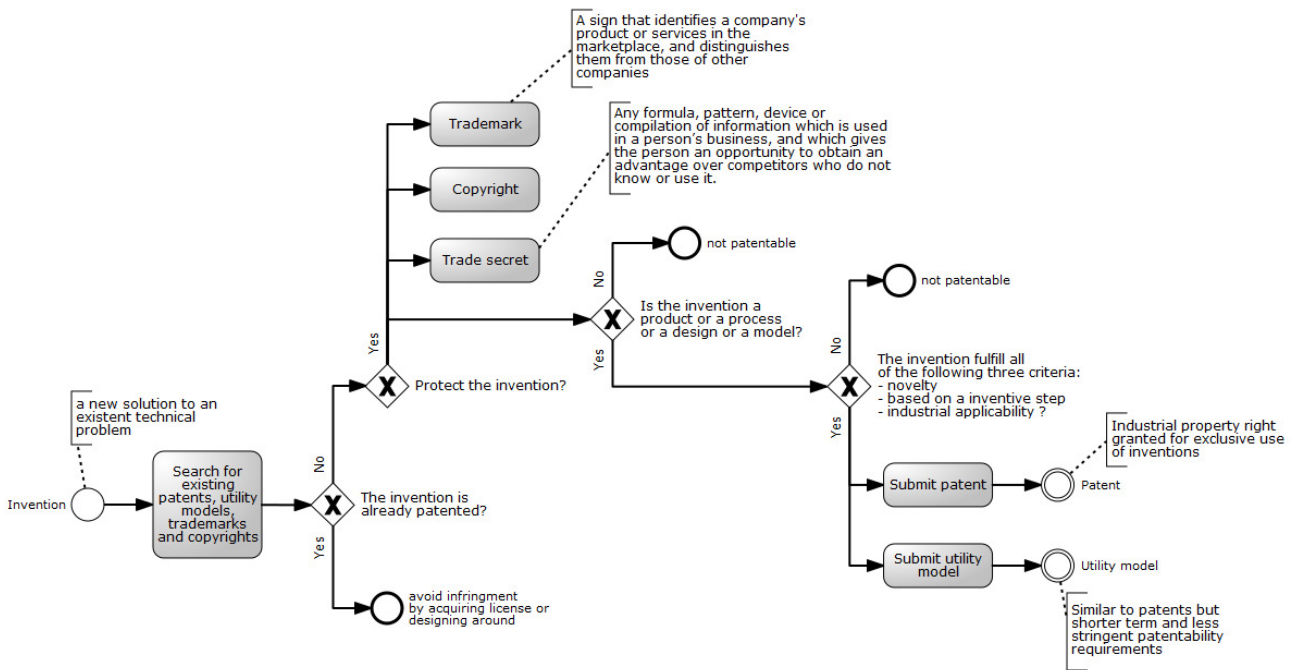 A sign that identifies a company's
product or services in the
marketplace, and distinguishes
them from those of other
companies
Trademark
Any formula, pattern, device or
compilation of information which is used
in a person's business, and which gives
the person an opportunity to obtain an
advantage over competitors who do not
know or use it.
Copyright
Trade secret
not patentable
No
Is the invention a
product or a process
or a design or a model?
Yes
not patentable
No
The invention fulfill all
of the following three criteria:
- novelty
- based on a inventive step
- industrial applicability ?
Yes
Yes
Protect the invention?
a new solution to an
existent technical
problem
Invention
Search for
existing
patents, utility
models,
trademarks
and copyrights
No
The invention is
already patented?
Yes
avoid infringment
by acquiring license or
designing around
Submit patent
Patent
Industrial property right
granted for exclusive use
of inventions
Submit utility
model
Utility model
Similar to patents but
shorter term and less
stringent patentability
requirements